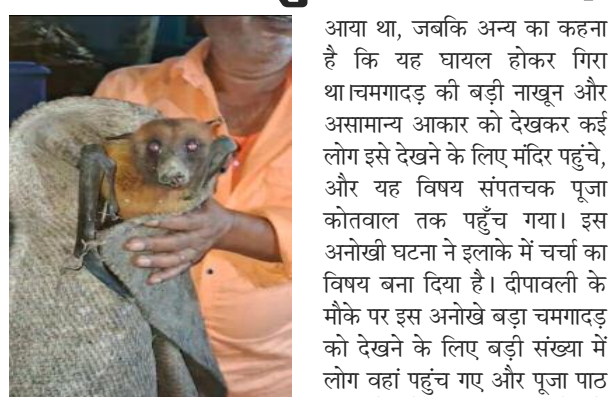 आया था, जबकि अन्य का कहना
है कि यह घायल होकर गिरा
था।चमगादड़ की बड़ी नाखून और
असामान्य आकार को देखकर कई
लोग इसे देखने के लिए मंदिर पहुंचे,
और यह विषय संपतचक पूजा
कोतवाल तक पहुँच गया। इस
अनोखी घटना ने इलाके में चर्चा का
विषय बना दिया है। दीपावली के
मौके पर इस अनोखे बड़ा चमगादड़
को देखने के लिए बड़ी संख्या में
लोग वहां पहुंच गए और पूजा पाठ